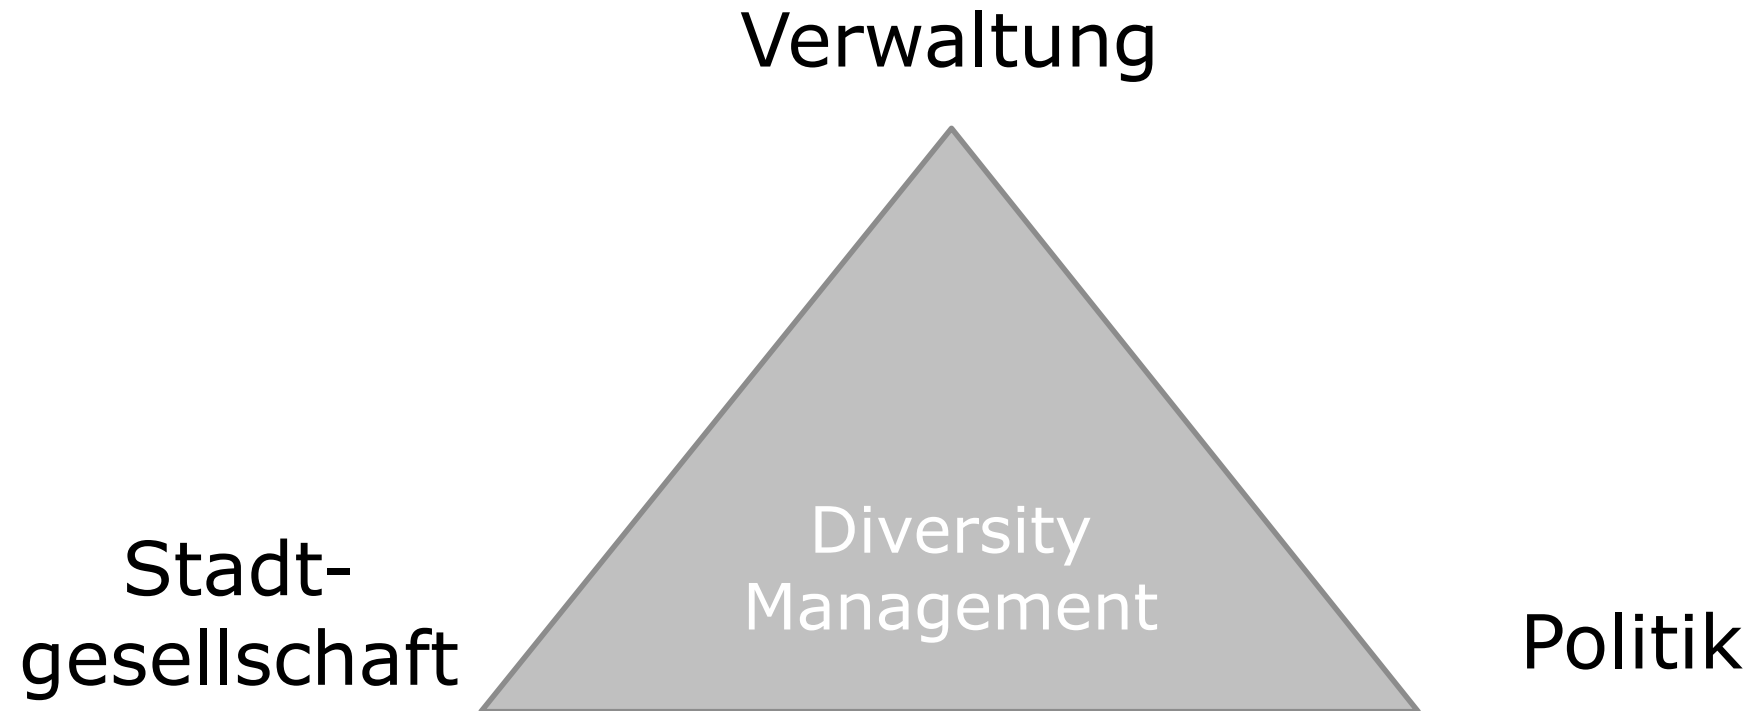 Verwaltung
Diversity
Management
Stadt-
gesellschaft
Politik